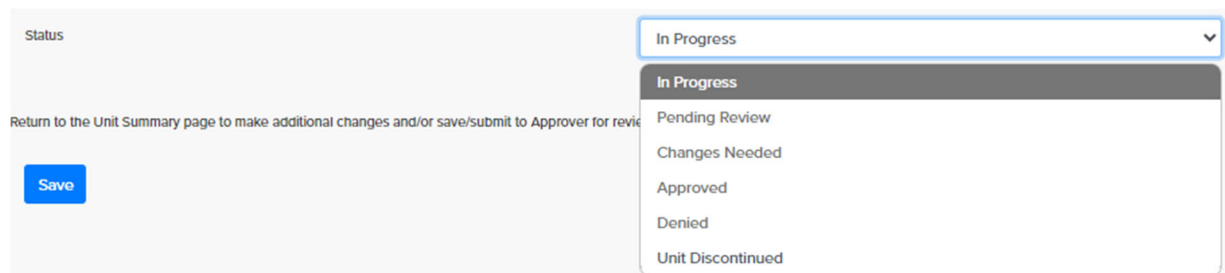 Status
In Progress
In Progress
Pending Review
Changes Needed
Approved
Denied
Unit Discontinued
Return to the Unit Summary page to make additional changes and/or save/submit to Approver for
Save